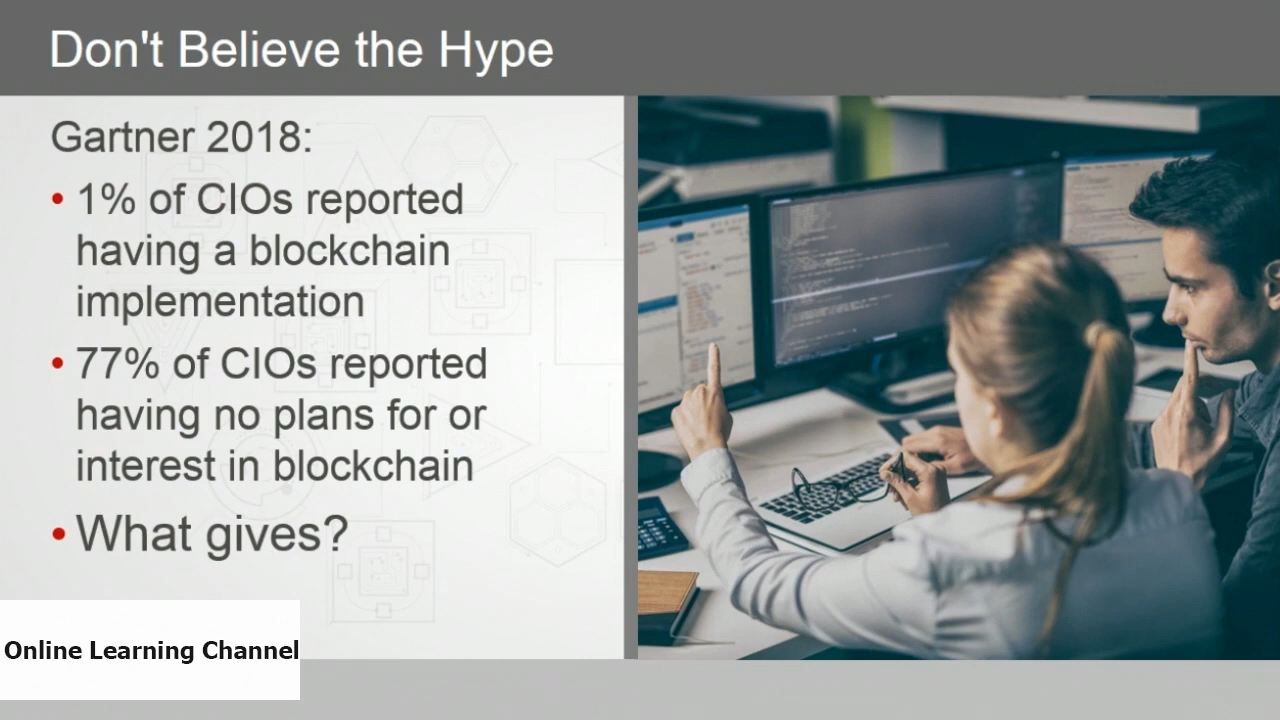 Don't Believe the Hype
Gartner 2018:
• 1% of CIOs reported
having a blockchain
implementation
• 77% of CIOs reported
having no plans for or
interest in blockchain
• What gives?
Online Learning Channel